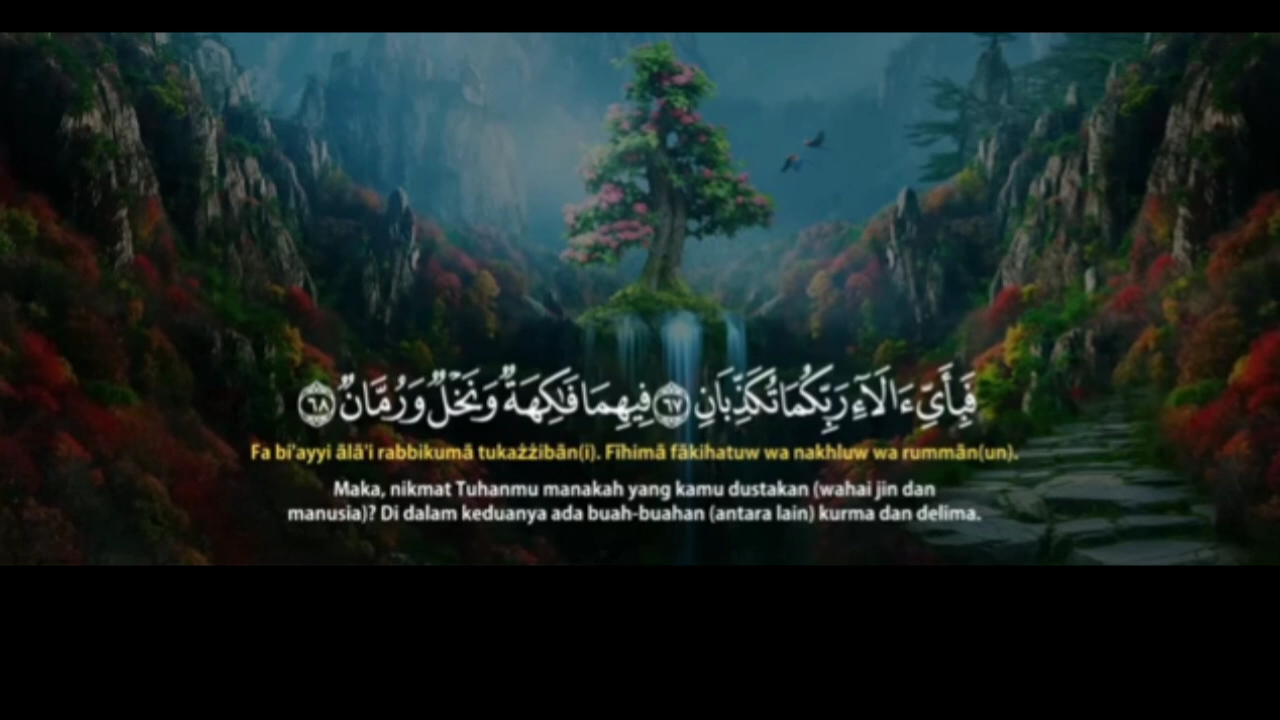 فَبِأَيِّ ءَالَآءِ رَبِّكُمَا تُكَذِّبَانِ ٦٧ فِيهِمَا فَٰكِهَةٌ وَنَخْلٌ وَرُمَّانٌ ٦٨
Fa bi'ayyi ālā'i rabbikumā tukażżibān(i). Fīhimā fākihatuw wa nakhluw wa rummān(un).
Maka, nikmat Tuhanmu manakah yang kamu dustakan (wahai jin dan
manusia)? Di dalam keduanya ada buah-buahan (antara lain) kurma dan delima.